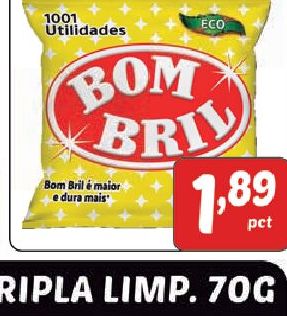 1001
Utilidades
ECO
BOM
BRIL
Bom Bril é maior
e dura mais*
1,89
pct
RIPLA LIMP. 70G